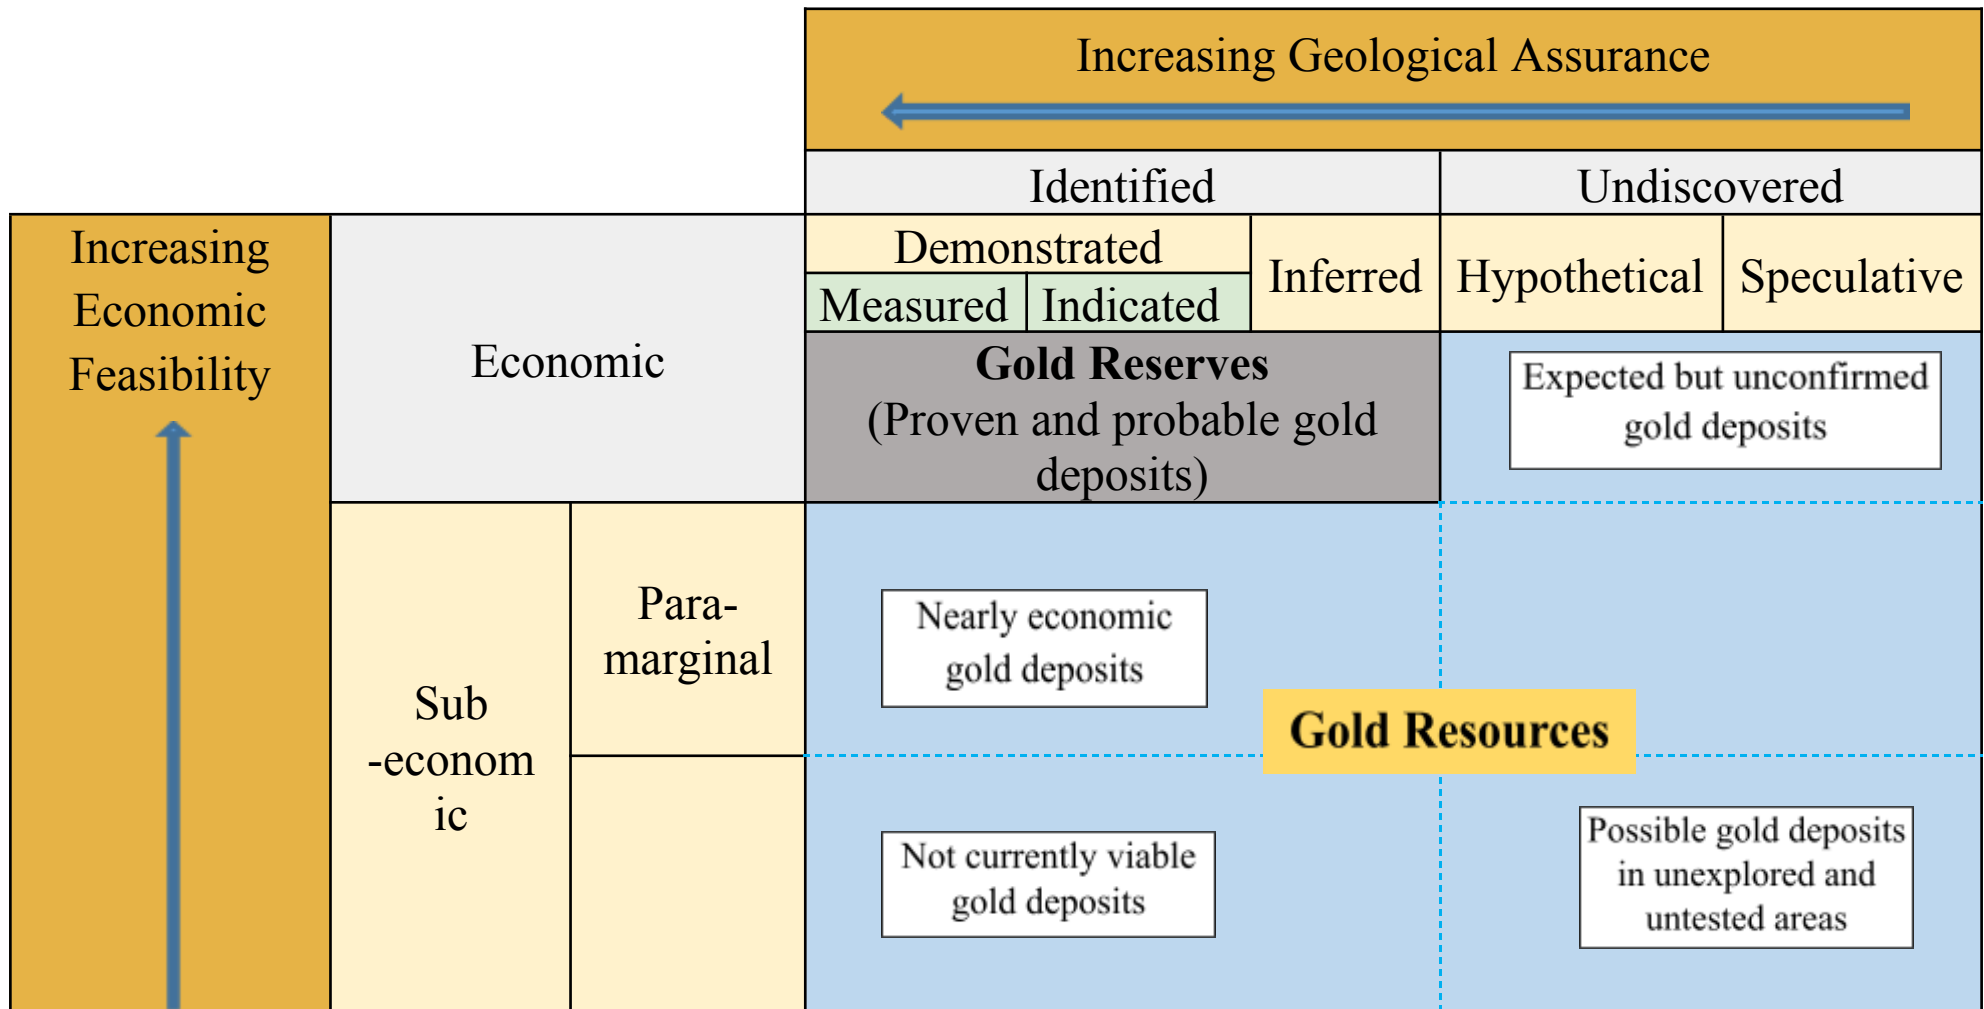 Increasing Geological Assurance
Identified
Undiscovered
Increasing
Economic
Feasibility
Economic
Demonstrated
Measured
Indicated
Inferred
Hypothetical
Speculative
Gold Reserves
(Proven and probable gold
deposits)
Expected but unconfirmed
gold deposits
Sub
-econom
ic
Para-
marginal
Nearly economic
gold deposits
Gold Resources
Not currently viable
gold deposits
Possible gold deposits
in unexplored and
untested areas